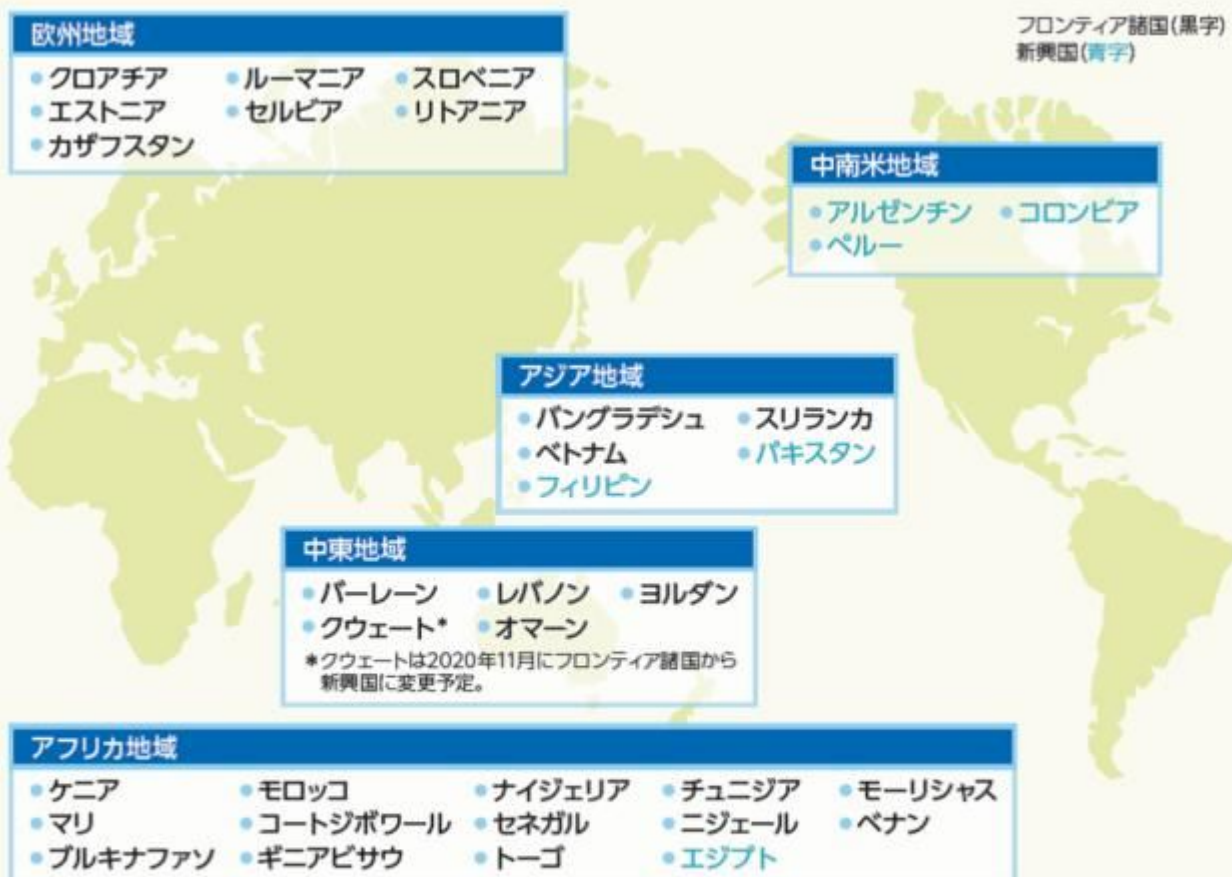 フロンティア諸国(黒字)
新興国(青字)
欧州地域
•クロアチア •ルーマニア •スロベニア
•エストニア •セルビア •リトアニア
•カザフスタン
中南米地域
•アルゼンチン •コロンビア
•ペルー
アジア地域
•バングラデシュ •スリランカ
•ベトナム •パキスタン
•フィリピン
中東地域
•バーレーン •レバノン •ヨルダン
•クウェート* •オマーン
*クウェートは2020年11月にフロンティア諸国から
新興国に変更予定。
アフリカ地域
•ケニア •モロッコ •ナイジェリア •チュニジア •モーリシャス
•マリ •コートジボワール •セネガル •ニジェール •ベナン
•ブルキナファソ •ギニアビサウ •トーゴ •エジプト